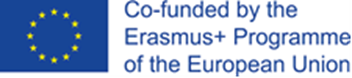 Co-funded by the
Erasmus+ Programme
of the European Union